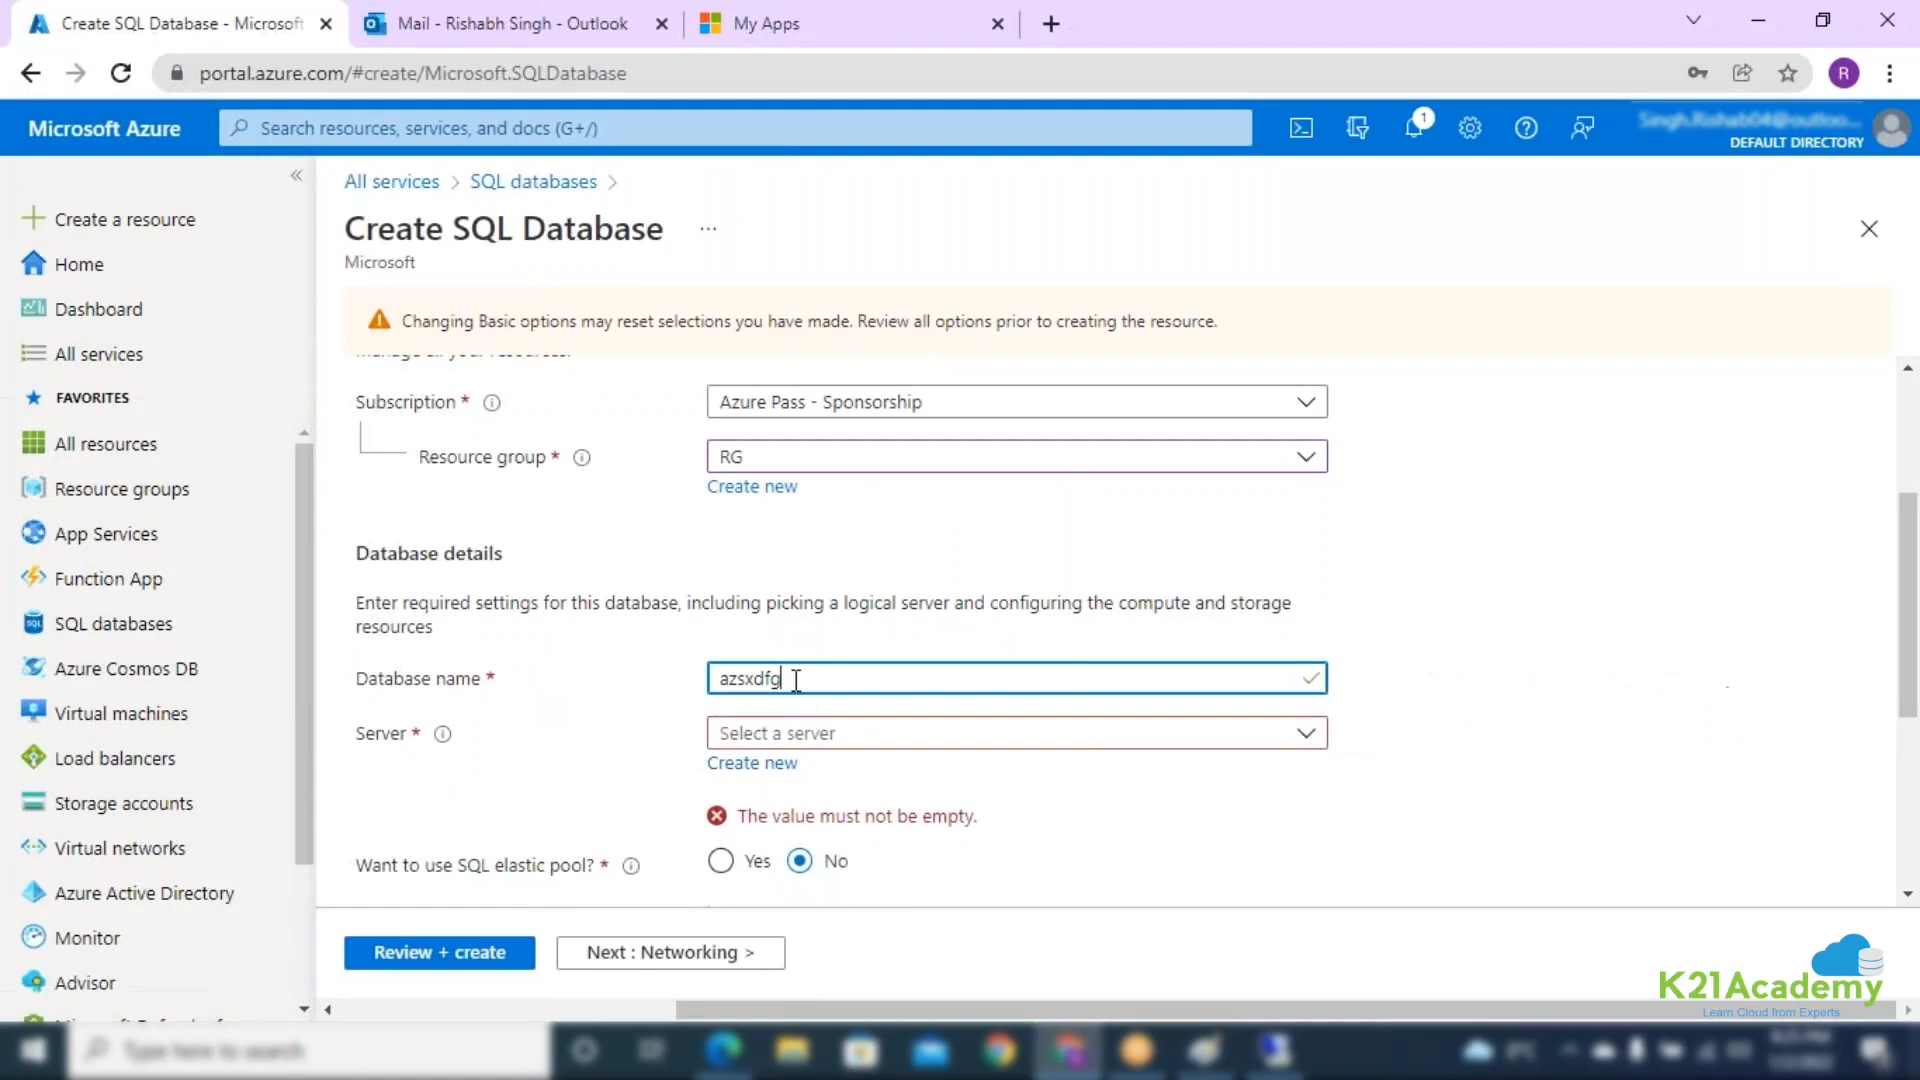 Create SQL Database - Microsoft
Mail - Rishabh Singh - Outlook
My Apps
portal.azure.com/#create/Microsoft.SQLDatabase
R
Microsoft Azure
Search resources, services, and docs (G+/)
1
DEFAULT DIRECTORY
Create a resource
Home
Dashboard
All services
FAVORITES
All resources
Resource groups
App Services
Function App
SQL databases
Azure Cosmos DB
Virtual machines
Load balancers
Storage accounts
Virtual networks
Azure Active Directory
Monitor
Advisor
All services > SQL databases >
Create SQL Database ...
Microsoft
Changing Basic options may reset selections you have made. Review all options prior to creating the resource.
Subscription *
Azure Pass - Sponsorship
Resource group *
RG
Create new
Database details
Enter required settings for this database, including picking a logical server and configuring the compute and storage
resources
Database name *
azsxdfg
Server *
Select a server
Create new
The value must not be empty.
Want to use SQL elastic pool? *
Yes
No
Review + create
Next : Networking >
K21Academy
Learn Cloud from Experts
Type here to search